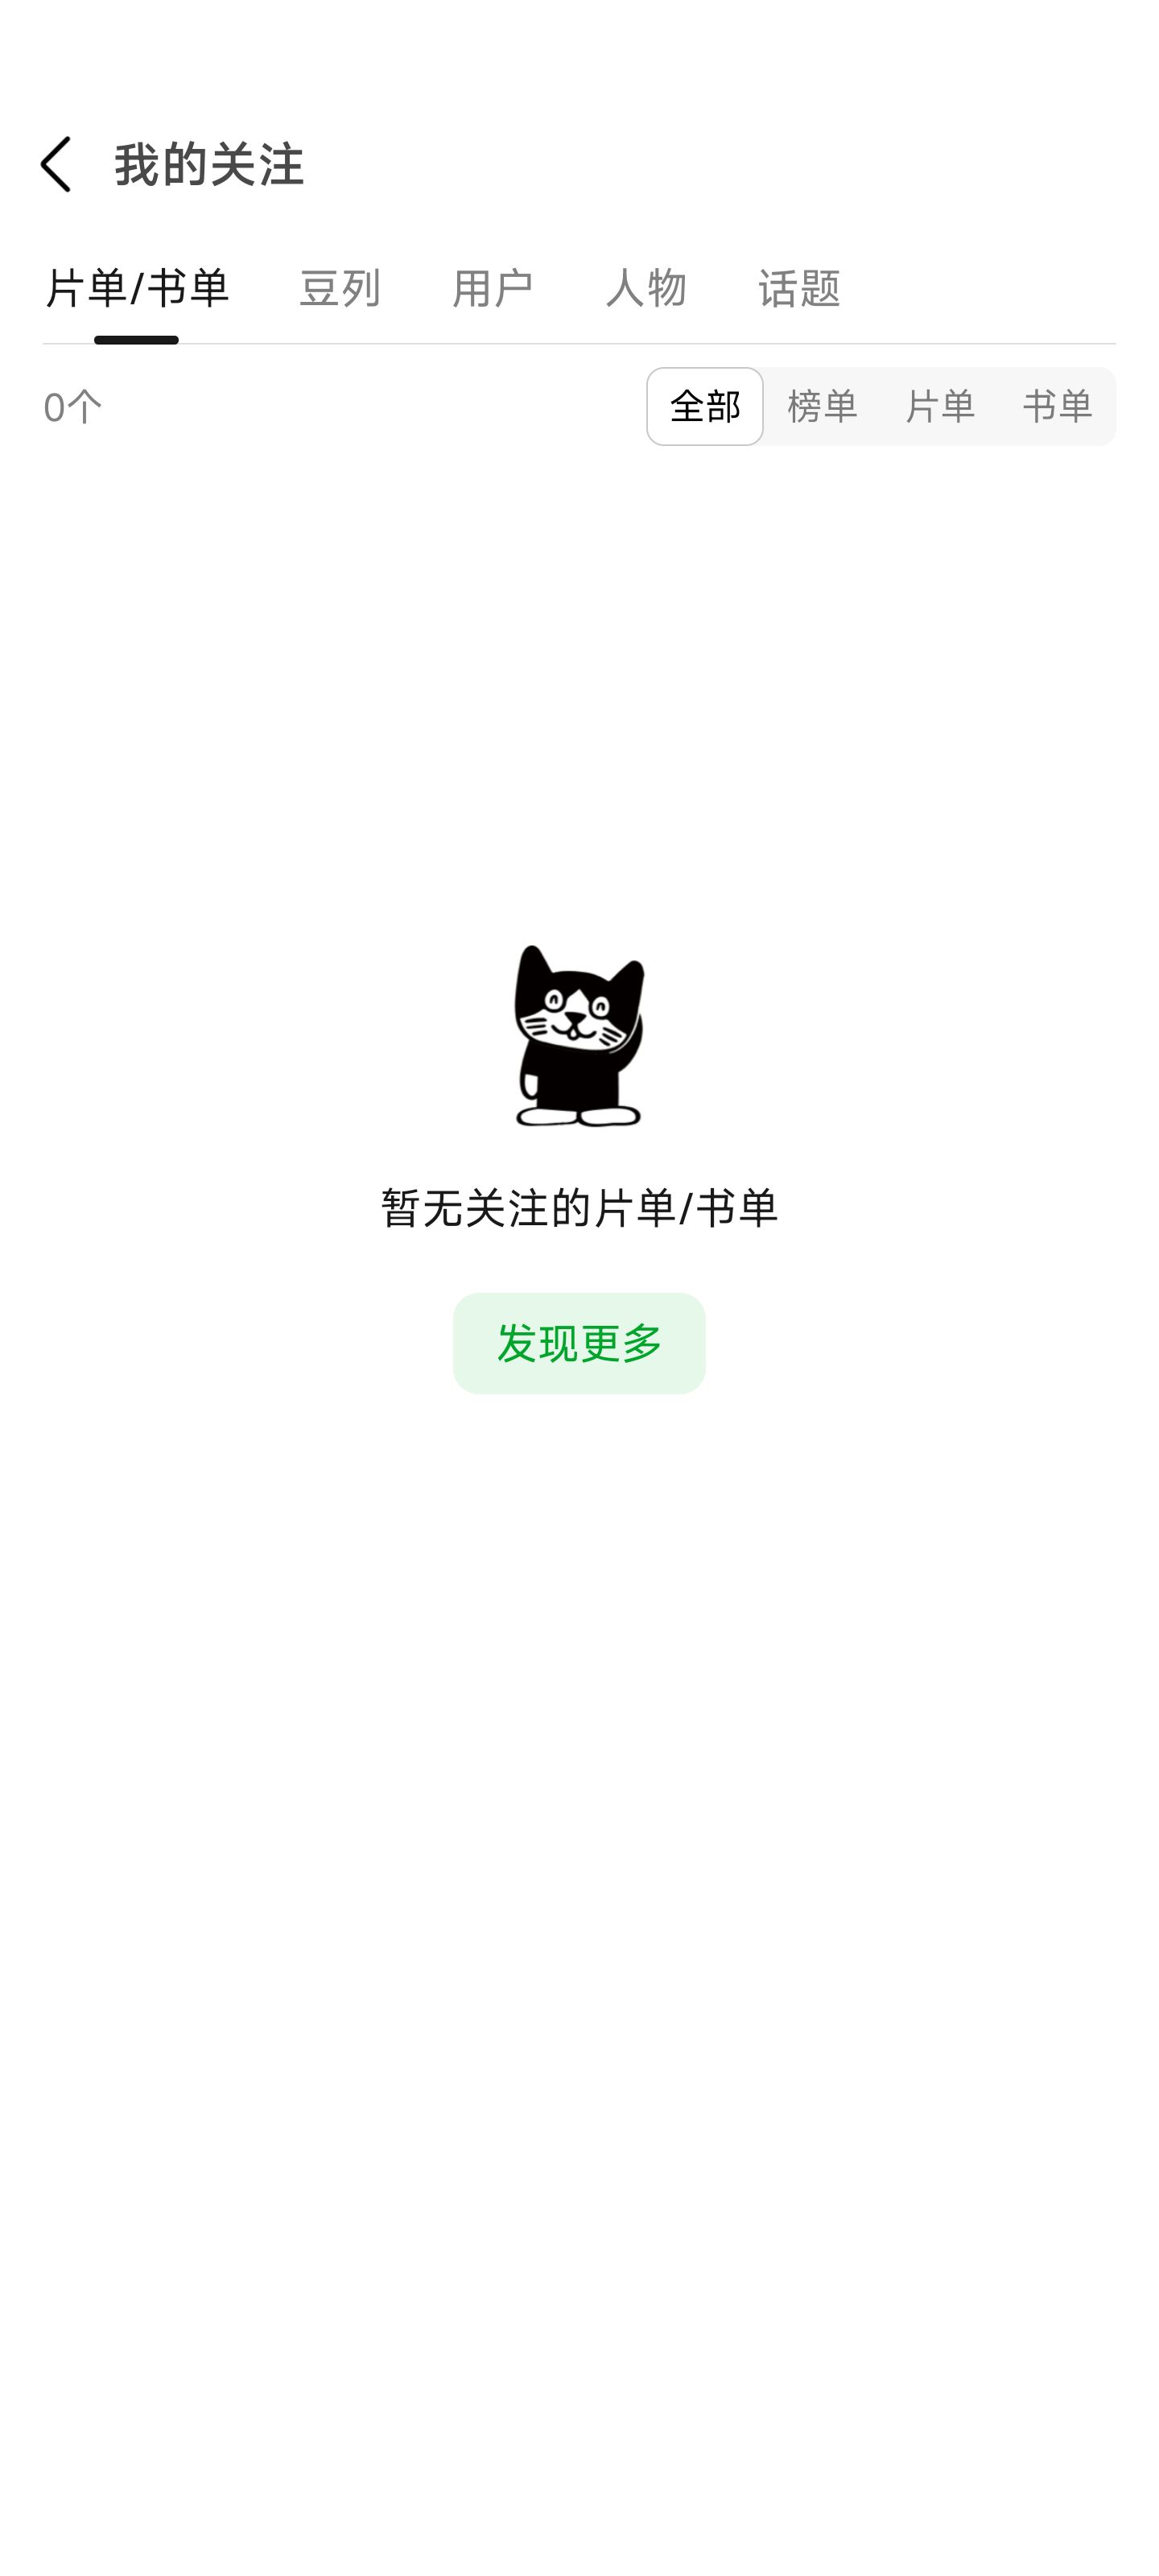 我的关注
片单/书单 豆列 用户 人物 话题
0个 全部 榜单 片单 书单
暂无关注的片单/书单
发现更多